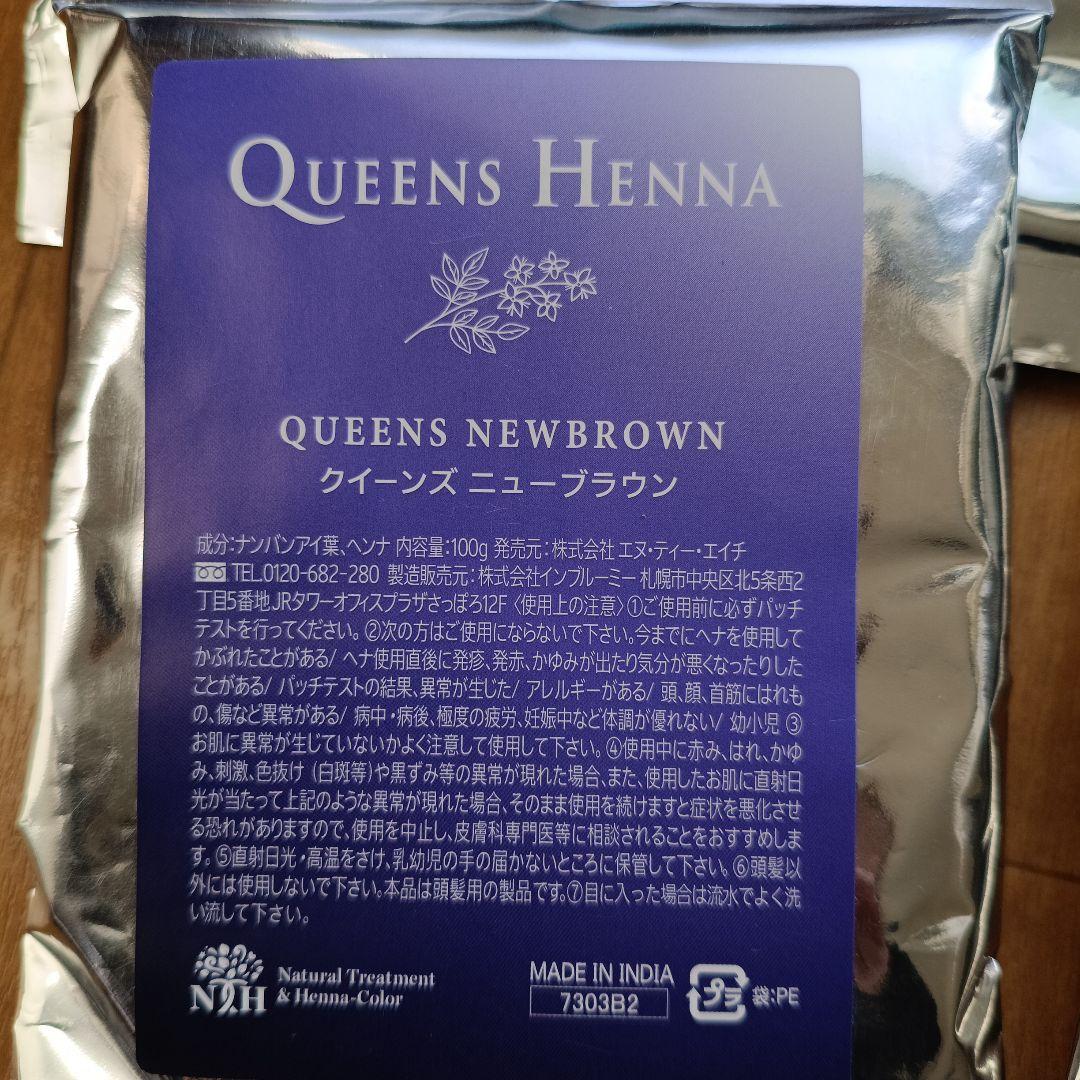 QUEENS HENNA
QUEENS NEWBROWN
クイーンズ ニューブラウン
成分:ナンバンアイ葉、ヘンナ 内容量:100g 発売元:株式会社 エヌ・ティー・エイチ
TEL.0120-682-280 製造販売元:株式会社インブルーミー 札幌市中央区北5条西2
丁目5番地JRタワーオフィスプラザさっぽろ12F〈使用上の注意〉①ご使用前に必ずパッチ
テストを行ってください。②次の方はご使用にならないで下さい。今までにヘナを使用して
かぶれたことがある/ ヘナ使用直後に発疹、発赤、かゆみが出たり気分が悪くなったりした
ことがある/ パッチテストの結果、異常が生じた/ アレルギーがある/ 頭、顔、首筋にはれも
の、傷など異常がある/ 病中・病後、極度の疲労、妊娠中など体調が優れない/ 幼小児 ③
お肌に異常が生じていないかよく注意して使用して下さい。④使用中に赤み、はれ、かゆ
み、刺激、色抜け (白斑等)や黒ずみ等の異常が現れた場合、また、使用したお肌に直射日
光が当たって上記のような異常が現れた場合、そのまま使用を続けますと症状を悪化させ
る恐れがありますので、使用を中止し、皮膚科専門医等に相談されることをおすすめしま
す。⑤直射日光・高温をさけ、乳幼児の手の届かないところに保管して下さい。⑥頭髪以
外には使用しないで下さい。本品は頭髪用の製品です。⑦目に入った場合は流水でよく洗
い流して下さい。
NTH
Natural Treatment
& Henna-Color
MADE IN INDIA
7303B2
プラ
袋:PE